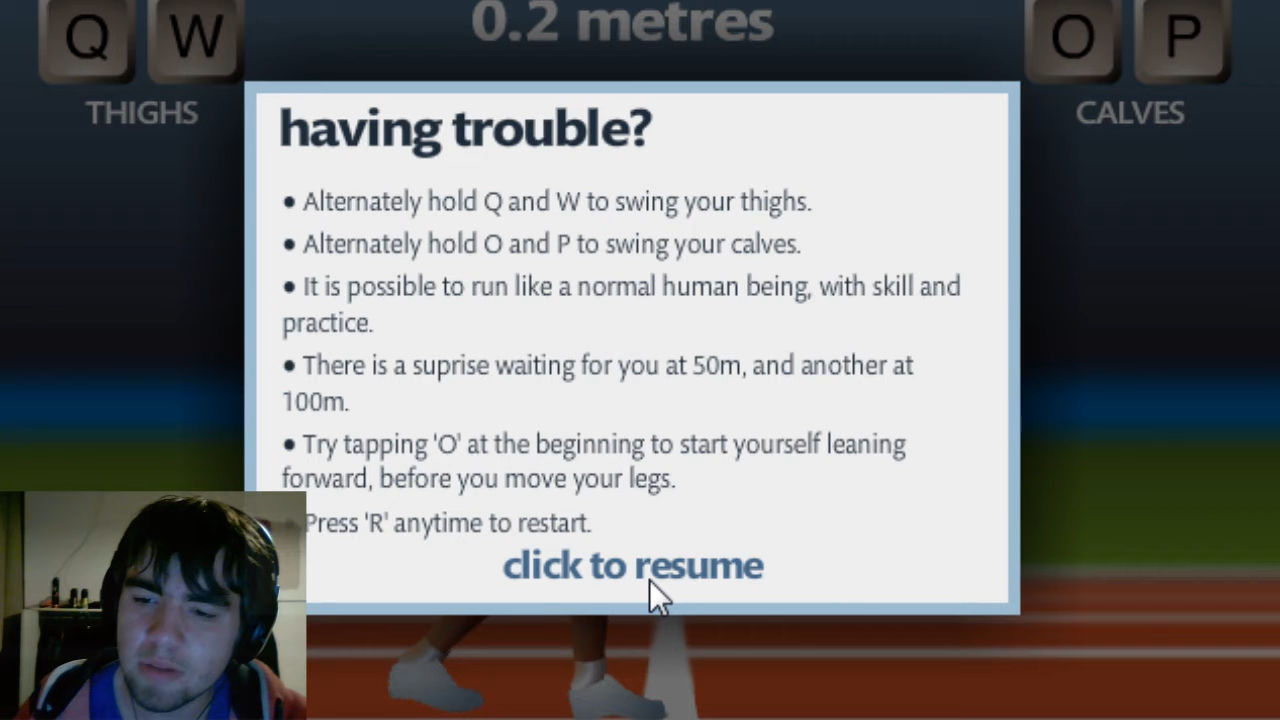 Q W 0.2 metres O P
THIGHS CALVES
having trouble?
• Alternately hold Q and W to swing your thighs.
• Alternately hold O and P to swing your calves.
• It is possible to run like a normal human being, with skill and
practice.
• There is a suprise waiting for you at 50m, and another at
100m.
• Try tapping 'O' at the beginning to start yourself leaning
forward, before you move your legs.
Press 'R' anytime to restart.
click to resume